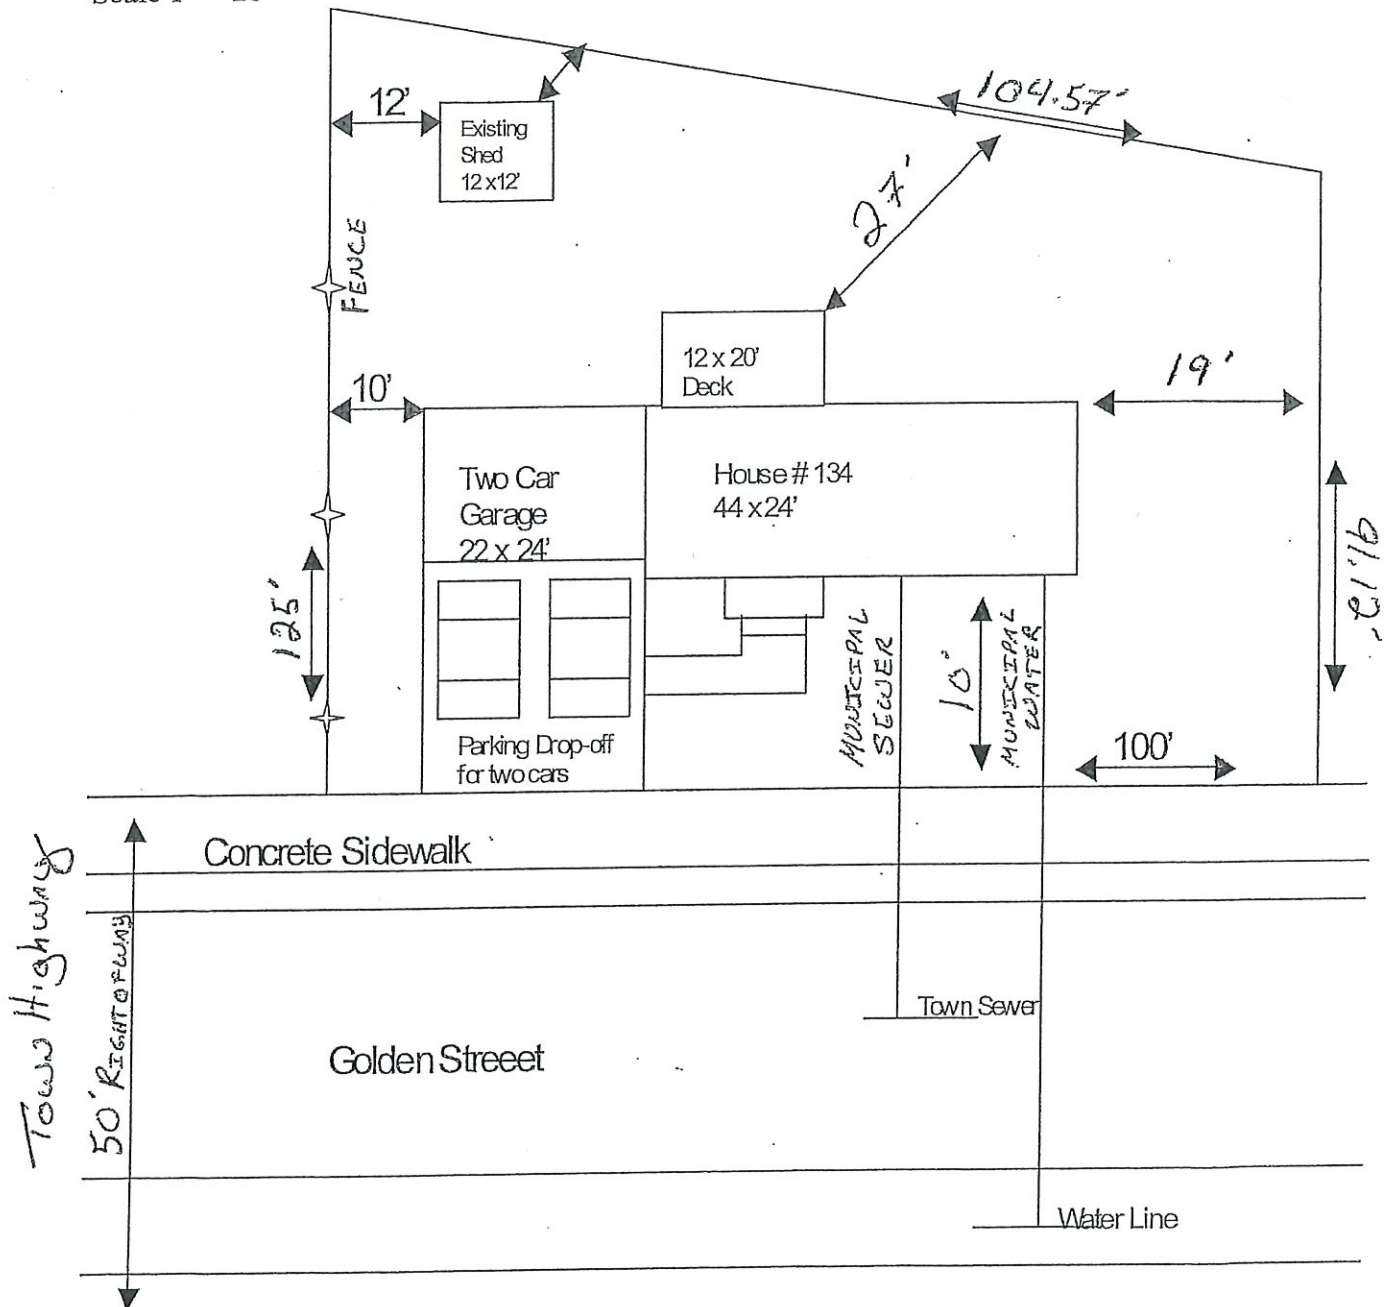 12'
104.57'
Existing
Shed
12 x12'
27'
FENCE
10'
12 x 20'
Deck
19'
Two Car
Garage
22 x 24'
House # 134
44 x 24'
125'
MUNICIPAL
SEWER
10'
MUNICIPAL
WATER
100'
Parking Drop-off
for two cars
Concrete Sidewalk
Town Highway
50' RIGHT OF WAY
Town Sewer
Golden Streeet
Water Line